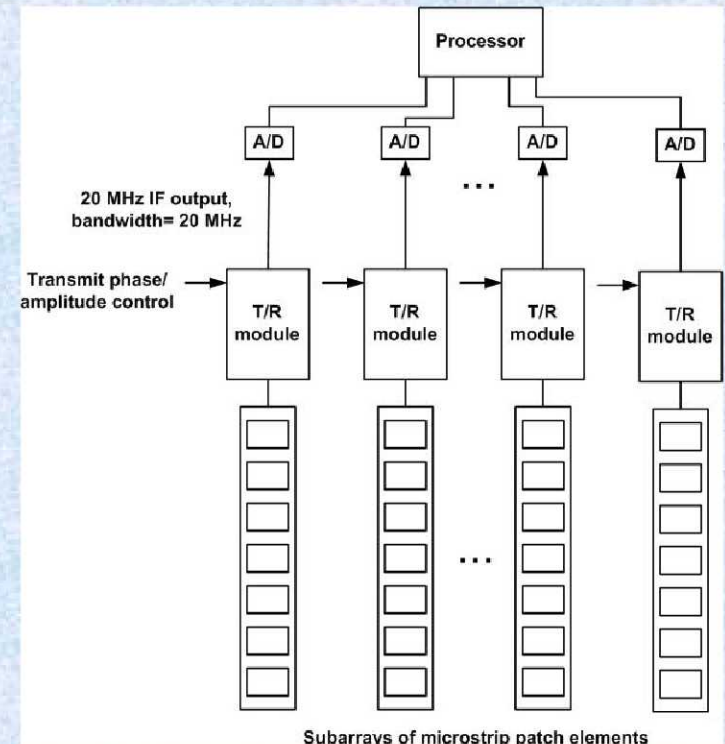 Processor
A/D A/D A/D A/D
...
20 MHz IF output,
bandwidth= 20 MHz
Transmit phase/
amplitude control
T/R
module
T/R
module
T/R
module
T/R
module
...
Subarrays of microstrip patch elements